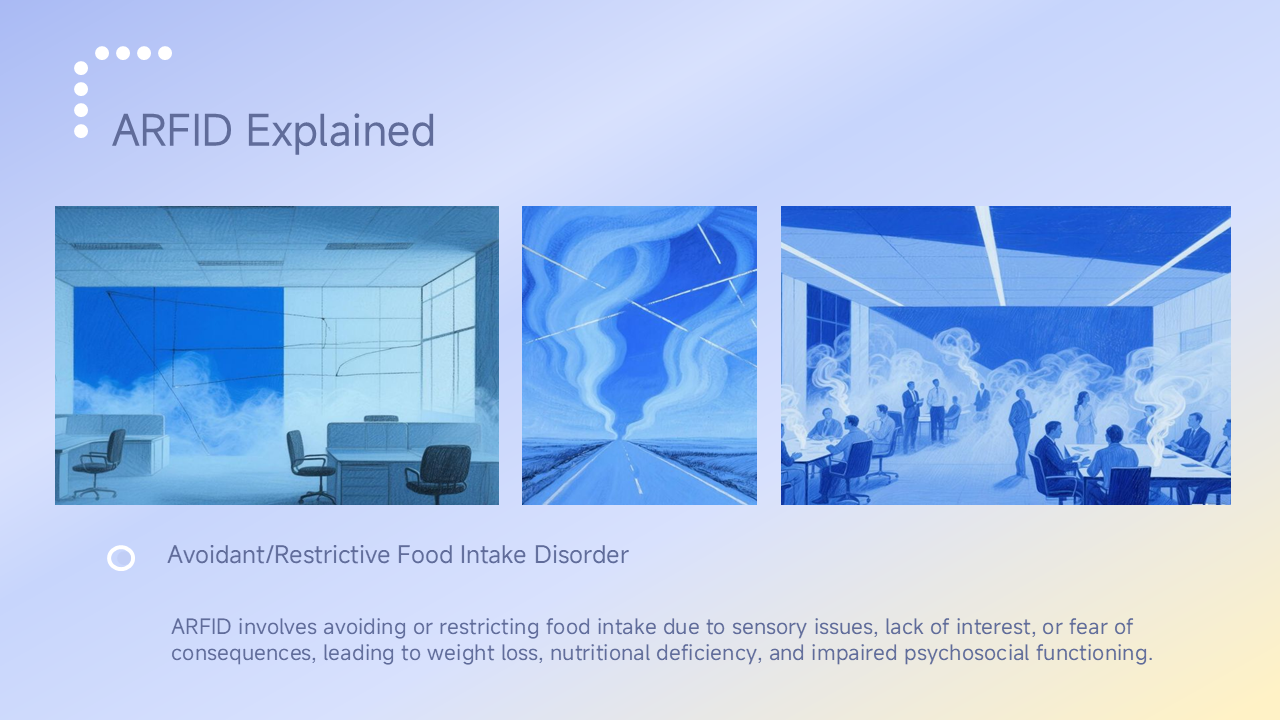 ARFID Explained
Avoidant/Restrictive Food Intake Disorder
ARFID involves avoiding or restricting food intake due to sensory issues, lack of interest, or fear of
consequences, leading to weight loss, nutritional deficiency, and impaired psychosocial functioning.